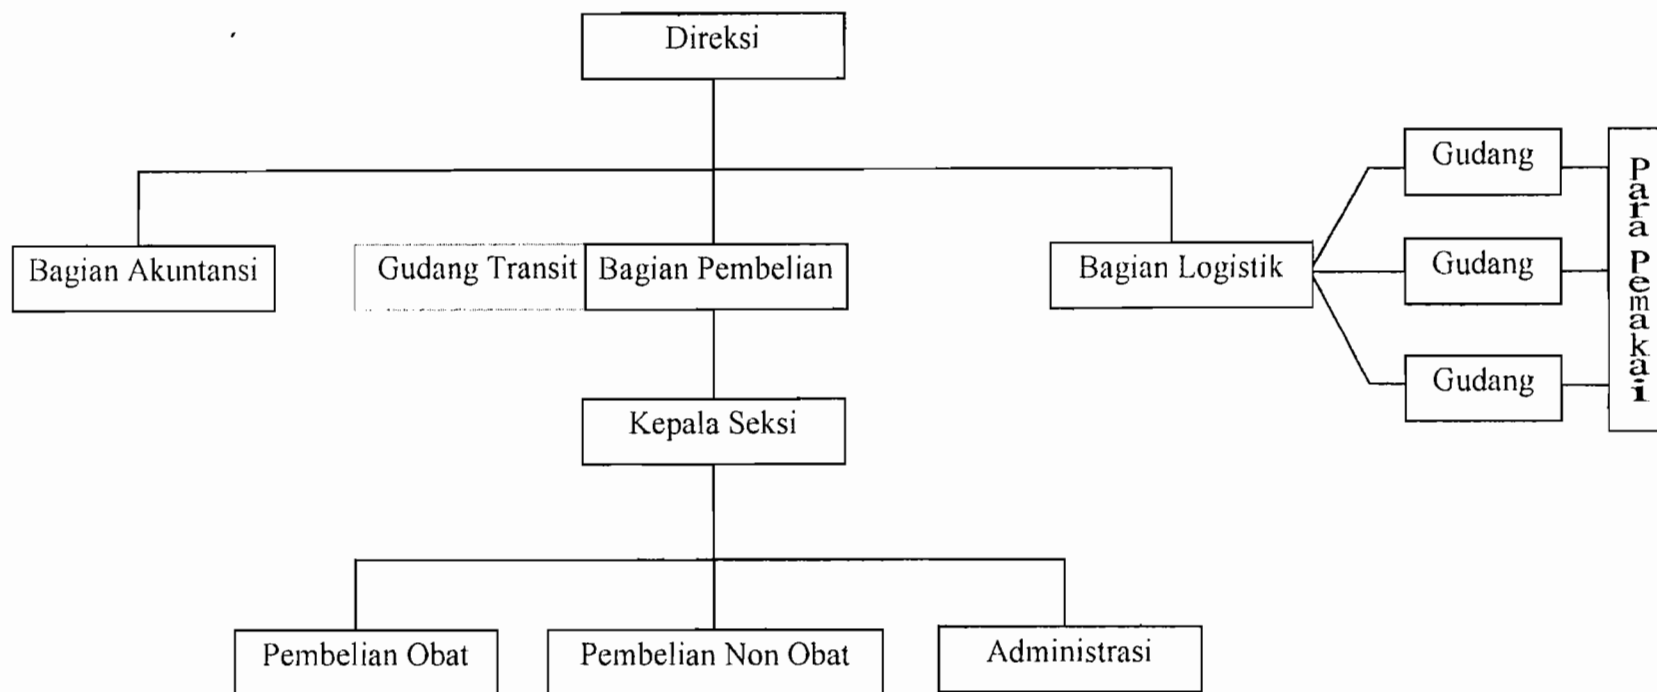 Direksi
Gudang
Bagian Akuntansi
Gudang Transit
Bagian Pembelian
Bagian Logistik
Gudang
Gudang
Para Pemakai
Kepala Seksi
Pembelian Obat
Pembelian Non Obat
Administrasi